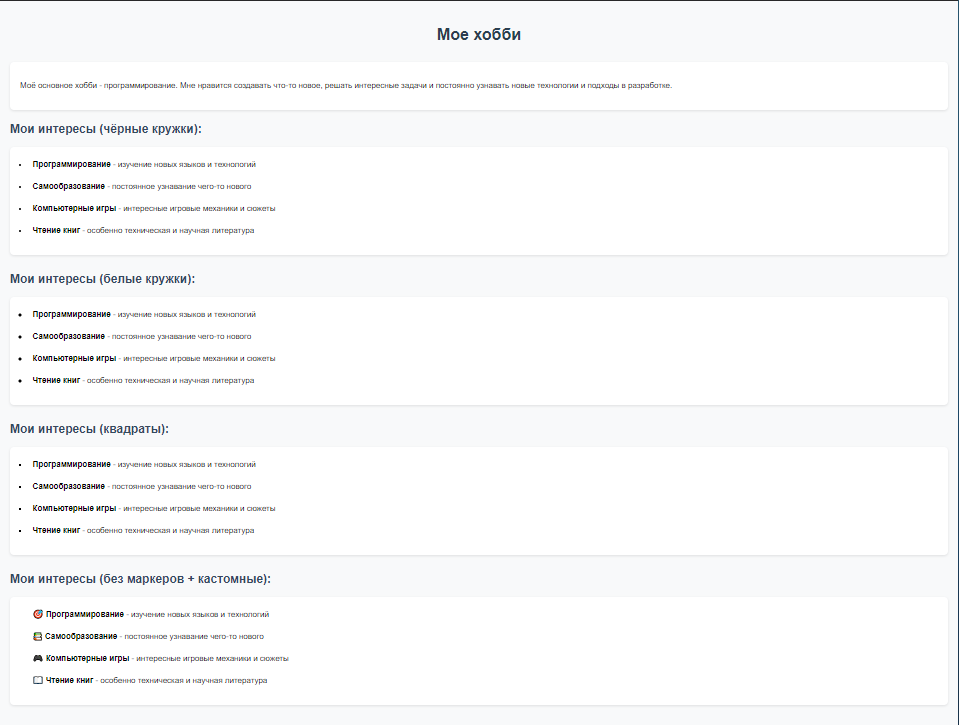 Мое хобби
Моё основное хобби - программирование. Мне нравится создавать что-то новое, решать интересные задачи и постоянно узнавать новые технологии и подходы в разработке.
Мои интересы (чёрные кружки):
• Программирование - изучение новых языков и технологий
• Самообразование - постоянное узнавание чего-то нового
• Компьютерные игры - интересные игровые механики и сюжеты
• Чтение книг - особенно техническая и научная литература
Мои интересы (белые кружки):
• Программирование - изучение новых языков и технологий
• Самообразование - постоянное узнавание чего-то нового
• Компьютерные игры - интересные игровые механики и сюжеты
• Чтение книг - особенно техническая и научная литература
Мои интересы (квадраты):
▪ Программирование - изучение новых языков и технологий
▪ Самообразование - постоянное узнавание чего-то нового
▪ Компьютерные игры - интересные игровые механики и сюжеты
▪ Чтение книг - особенно техническая и научная литература
Мои интересы (без маркеров + кастомные):
🎯 Программирование - изучение новых языков и технологий
📚 Самообразование - постоянное узнавание чего-то нового
🎮 Компьютерные игры - интересные игровые механики и сюжеты
📖 Чтение книг - особенно техническая и научная литература